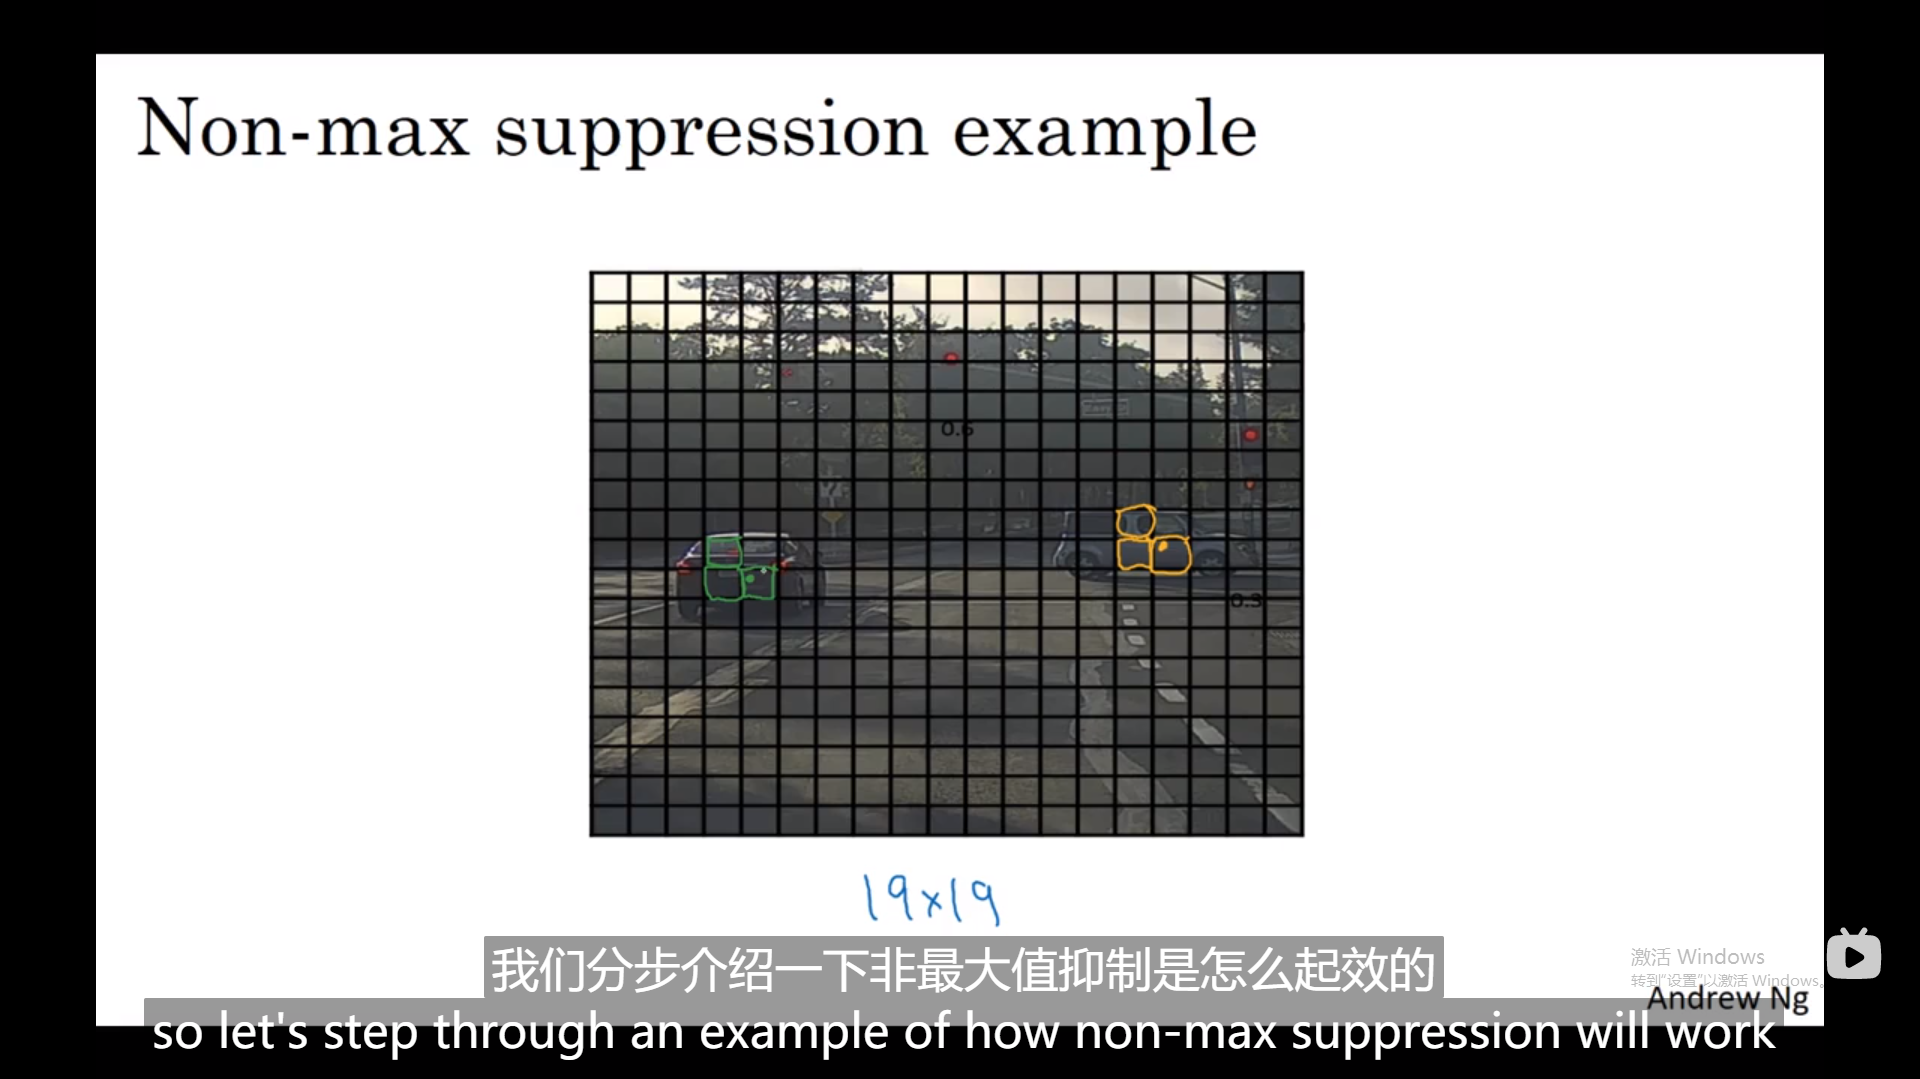 Non-max suppression example
0.6
0.3
19x19
我们分步介绍一下非最大值抑制是怎么起效的
激活 Windows
转到"设置"以激活 Windows。
Andrew Ng
so let's step through an example of how non-max suppression will work